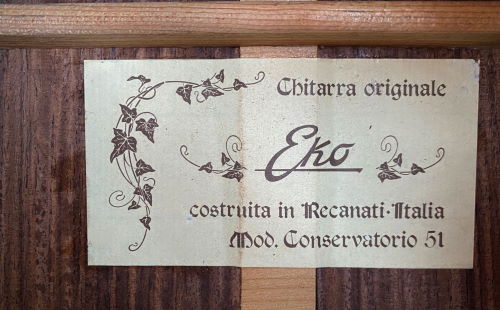 Chitarra originale
Eko
costruita in Recanati·Italia
Mod. Conservatorio 51